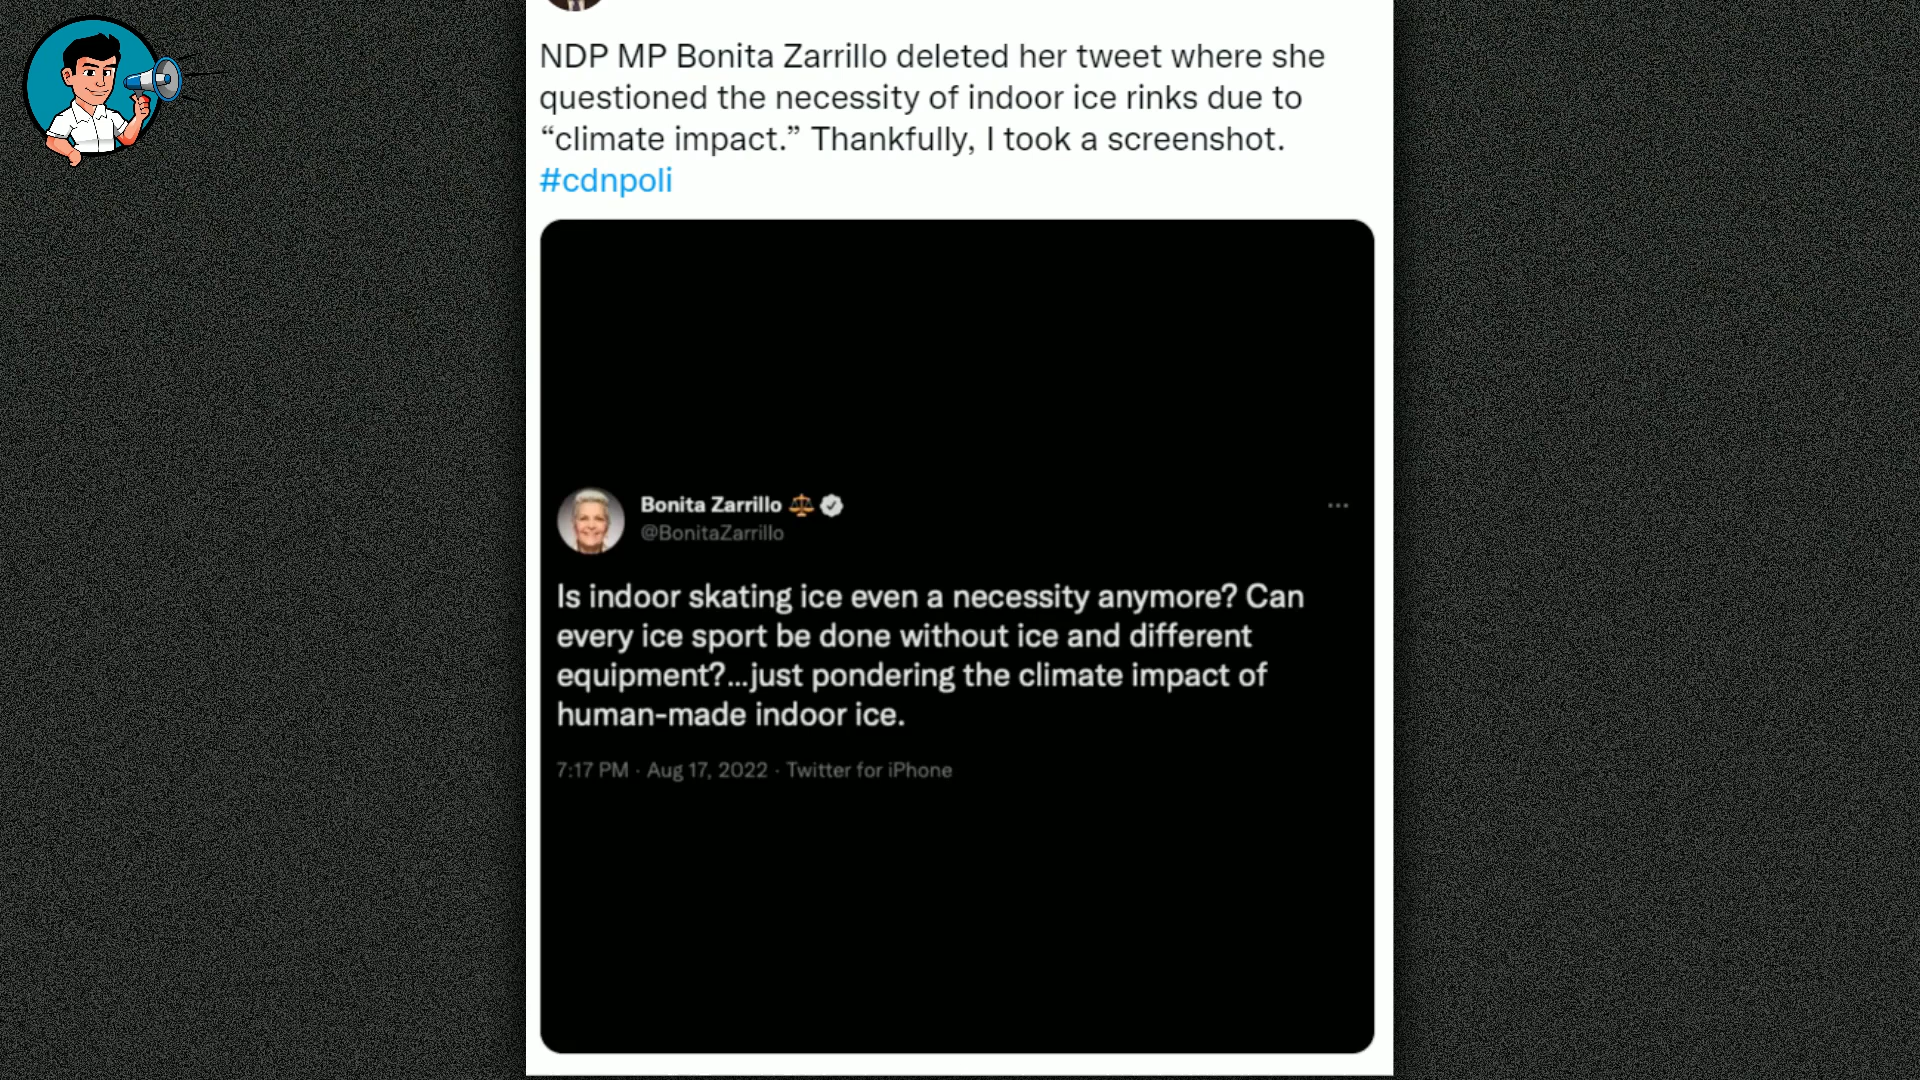 NDP MP Bonita Zarrillo deleted her tweet where she
questioned the necessity of indoor ice rinks due to
“climate impact.” Thankfully, I took a screenshot.
#cdnpoli
Bonita Zarrillo
@BonitaZarrillo
Is indoor skating ice even a necessity anymore? Can
every ice sport be done without ice and different
equipment?...just pondering the climate impact of
human-made indoor ice.
7:17 PM · Aug 17, 2022 · Twitter for iPhone